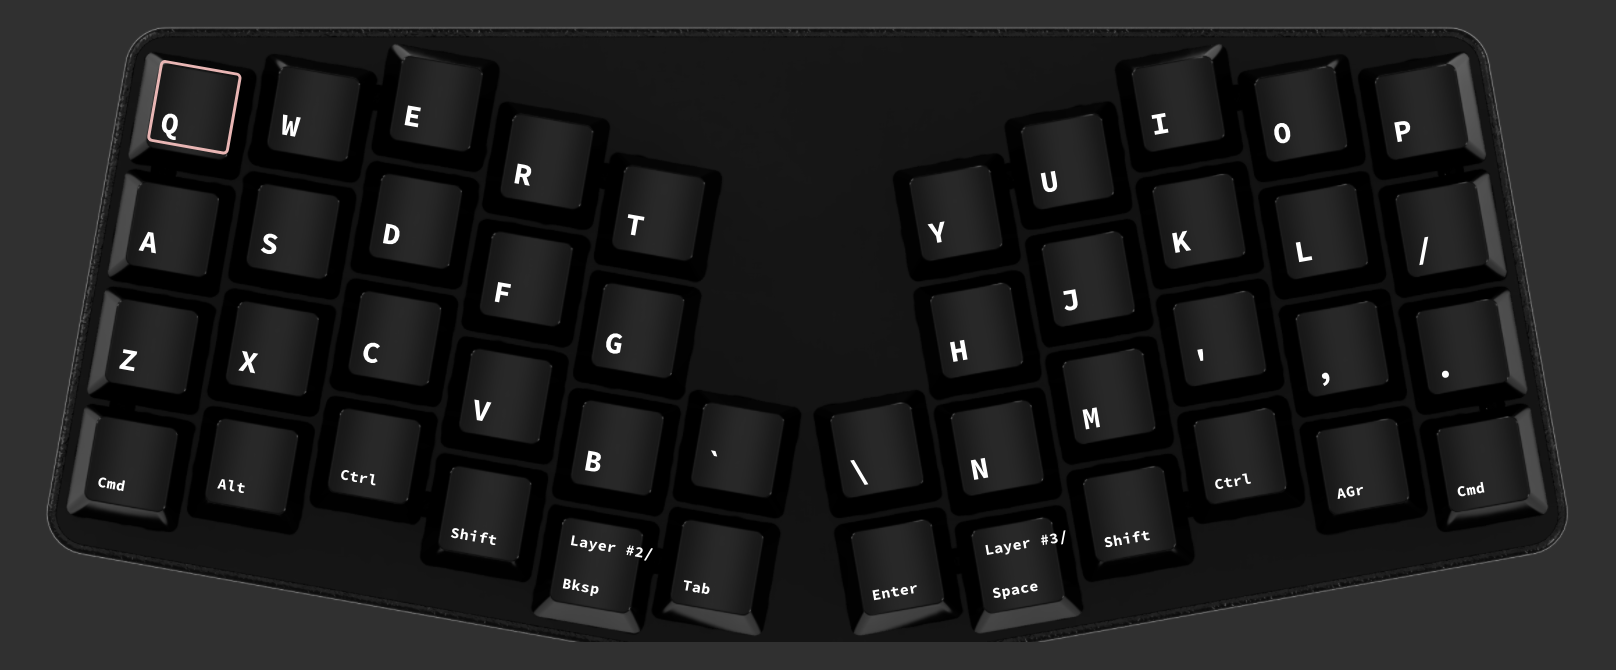 Q W E R T Y U I O P
A S D F G H J K L /
Z X C V B ` \ N M ' , .
Cmd Alt Ctrl Shift Layer #2/ Bksp Tab Enter Layer #3/ Space Shift Ctrl AGr Cmd